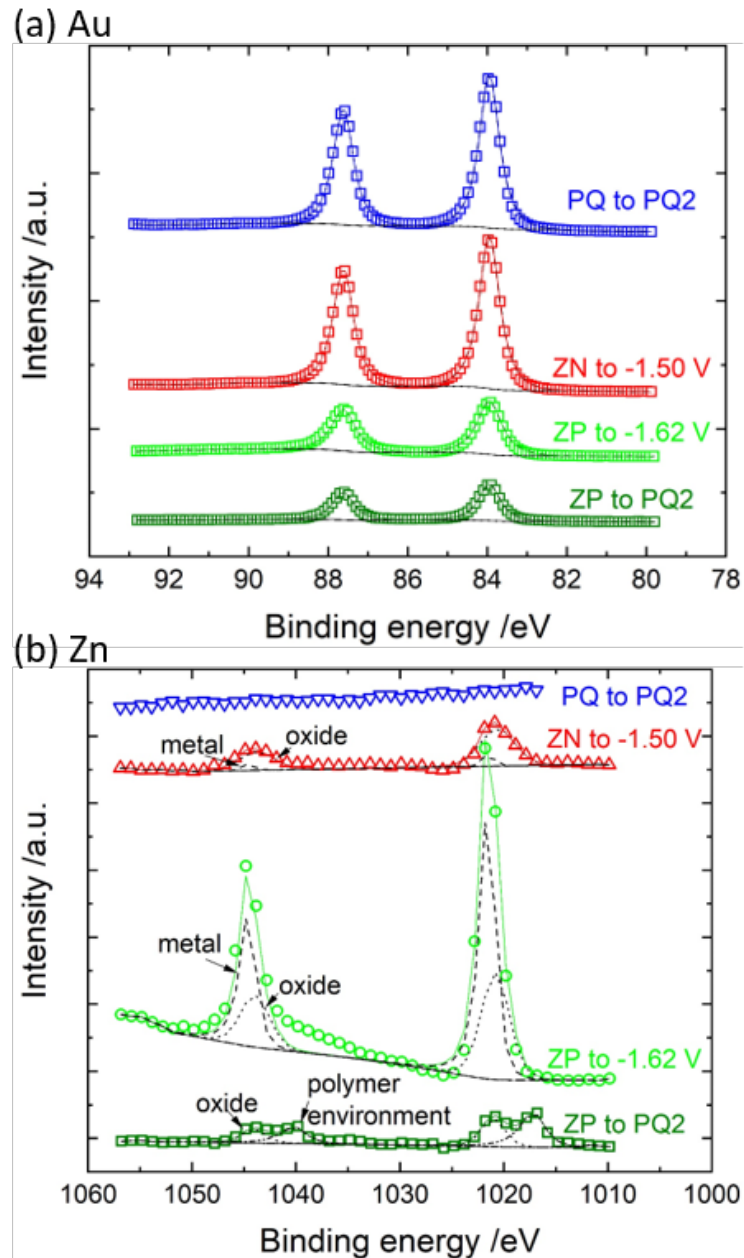 (a) Au
PQ to PQ2
ZN to -1.50 V
ZP to -1.62 V
ZP to PQ2
Intensity /a.u.
94 92 90 88 86 84 82 80 78
Binding energy /eV
(b) Zn
PQ to PQ2
ZN to -1.50 V
metal
oxide
metal
oxide
ZP to -1.62 V
oxide
polymer
environment
ZP to PQ2
Intensity /a.u.
1060 1050 1040 1030 1020 1010 1000
Binding energy /eV